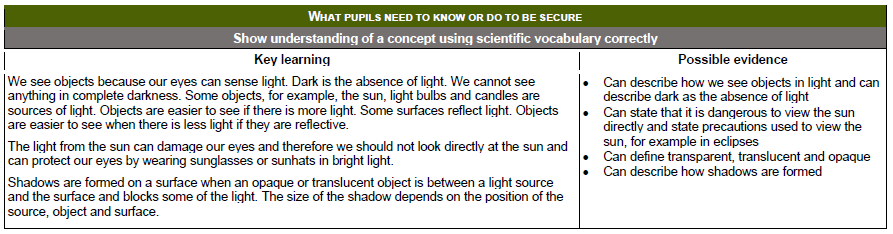 WHAT PUPILS NEED TO KNOW OR DO TO BE SECURE
Show understanding of a concept using scientific vocabulary correctly
Key learning
We see objects because our eyes can sense light. Dark is the absence of light. We cannot see
anything in complete darkness. Some objects, for example, the sun, light bulbs and candles are
sources of light. Objects are easier to see if there is more light. Some surfaces reflect light. Objects
are easier to see when there is less light if they are reflective.
The light from the sun can damage our eyes and therefore we should not look directly at the sun and
can protect our eyes by wearing sunglasses or sunhats in bright light.
Shadows are formed on a surface when an opaque or translucent object is between a light source
and the surface and blocks some of the light. The size of the shadow depends on the position of the
source, object and surface.
Possible evidence
• Can describe how we see objects in light and can
describe dark as the absence of light
• Can state that it is dangerous to view the sun
directly and state precautions used to view the
sun, for example in eclipses
• Can define transparent, translucent and opaque
• Can describe how shadows are formed